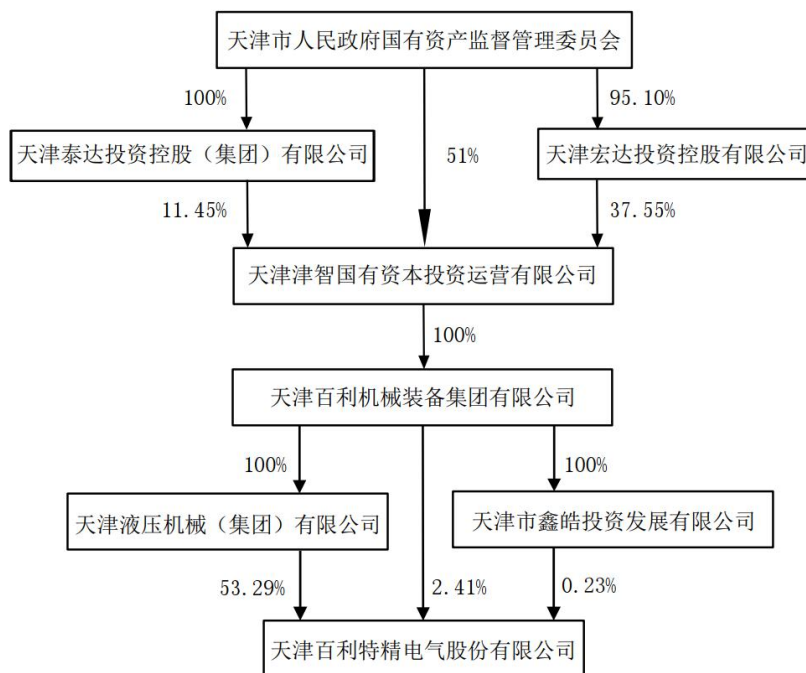 天津市人民政府国有资产监督管理委员会
100%
95.10%
天津泰达投资控股（集团）有限公司
51%
天津宏达投资控股有限公司
11.45%
37.55%
天津津智国有资本投资运营有限公司
100%
天津百利机械装备集团有限公司
100%
100%
天津液压机械（集团）有限公司
天津市鑫皓投资发展有限公司
53.29%
2.41%
0.23%
天津百利特精电气股份有限公司